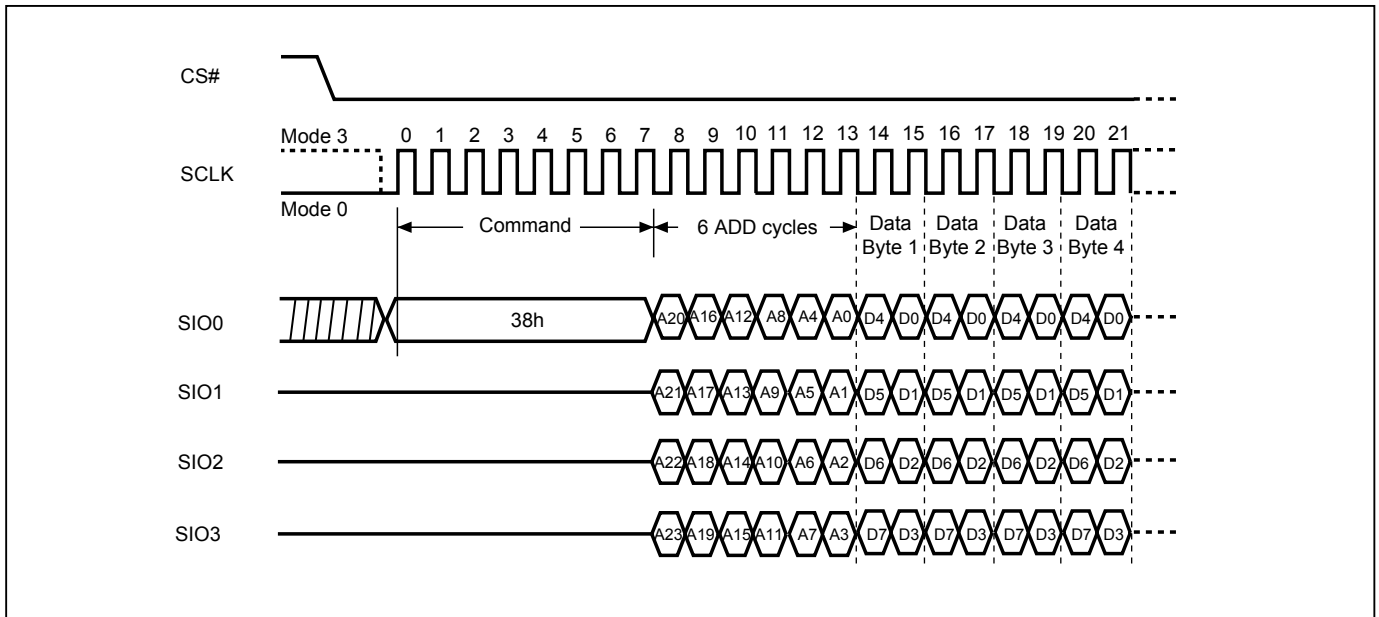 CS#
Mode 3
0 1 2 3 4 5 6 7 8 9 10 11 12 13 14 15 16 17 18 19 20 21
SCLK
Mode 0
Command
6 ADD cycles
Data Byte 1
Data Byte 2
Data Byte 3
Data Byte 4
SIO0
38h
A20 A16 A12 A8 A4 A0 D4 D0 D4 D0 D4 D0 D4 D0
SIO1
A21 A17 A13 A9 A5 A1 D5 D1 D5 D1 D5 D1 D5 D1
SIO2
A22 A18 A14 A10 A6 A2 D6 D2 D6 D2 D6 D2 D6 D2
SIO3
A23 A19 A15 A11 A7 A3 D7 D3 D7 D3 D7 D3 D7 D3